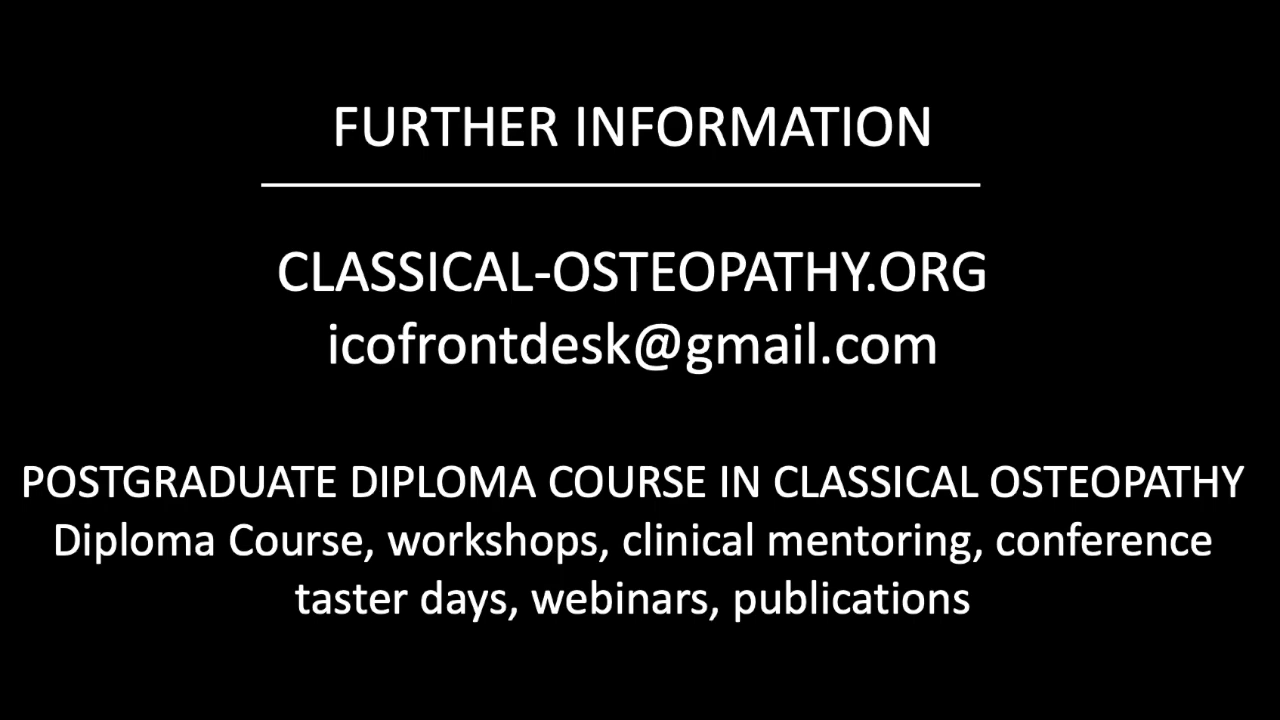 FURTHER INFORMATION
CLASSICAL-OSTEOPATHY.ORG
icofrontdesk@gmail.com
POSTGRADUATE DIPLOMA COURSE IN CLASSICAL OSTEOPATHY
Diploma Course, workshops, clinical mentoring, conference
taster days, webinars, publications